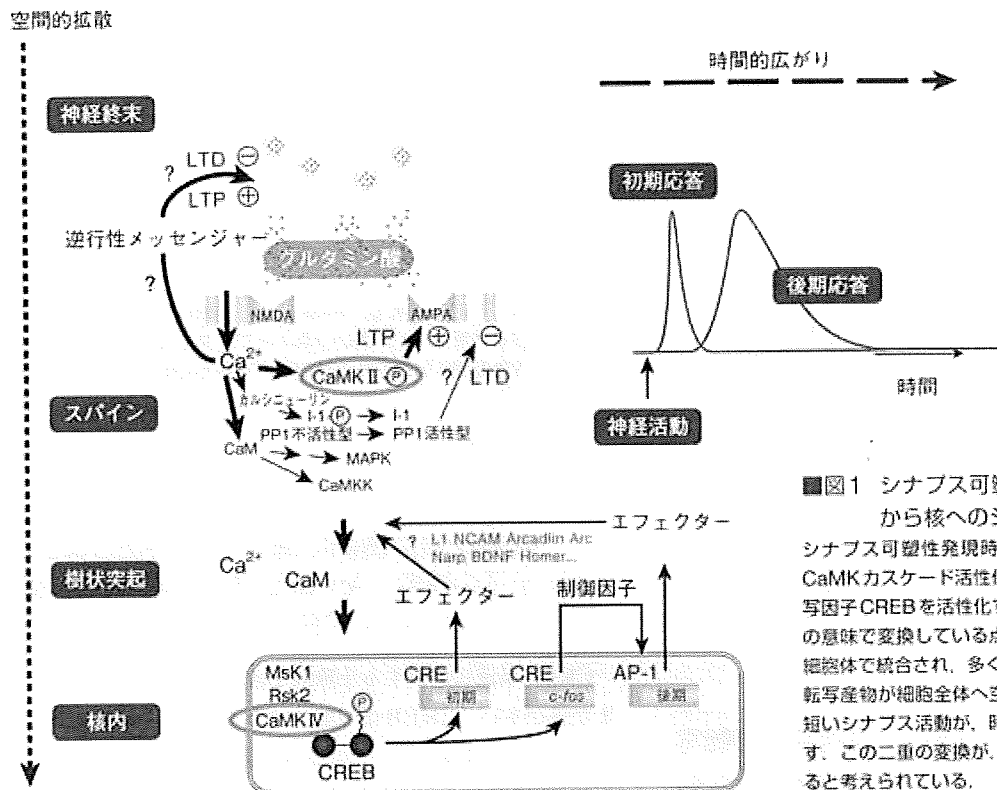 空間的拡散
時間的広がり
神経終末
? LTD ⊖
LTP ⊕
逆行性メッセンジャー
グルタミン酸
?
NMDA
AMPA
LTP ⊕ ⊖
Ca2+
CaMKⅡ Ⓟ
? LTD
カルシニューリン
I-1 Ⓟ I-1
スパイン
PP1不活性型 PP1活性型
CaM
MAPK
CaMKK
初期応答
後期応答
時間
神経活動
エフェクター
? L1 NCAM Arcadlin Arc
Narp BDNF Homer...
Ca2+
CaM
樹状突起
エフェクター
制御因子
MsK1
CRE
CRE
AP-1
Rsk2
初期
c-fos
後期
核内
CaMKⅣ
Ⓟ
CREB
■図1 シナプス可塑
から核へのシ
シナプス可塑性発現時
CaMKカスケード活性化
写因子CREBを活性化す
の意味で変換している点
細胞体で統合され,多く
転写産物が細胞全体へ空
短いシナプス活動が,時
す.この二重の変換が,
ると考えられている.